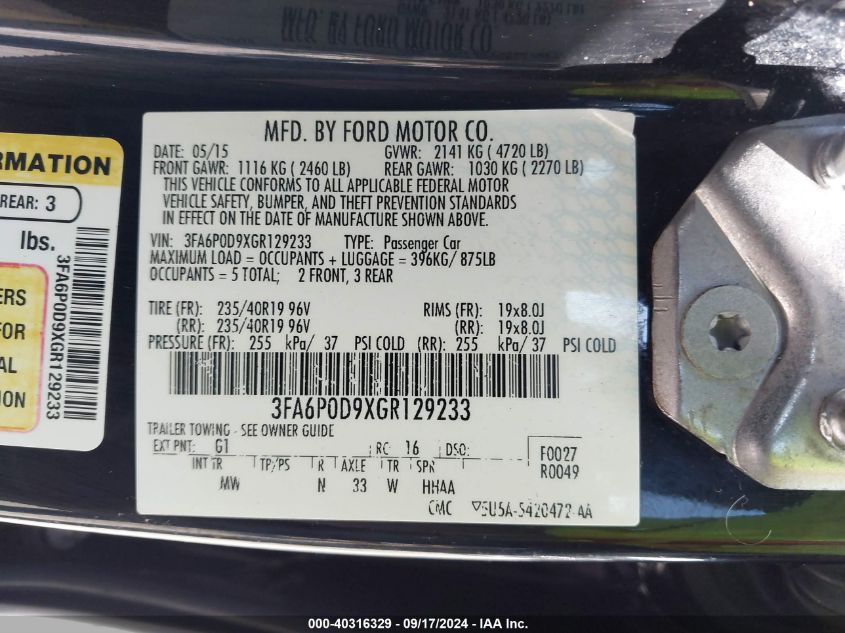 MFD. BY FORD MOTOR CO.
DATE: 05/15
GVWR: 2141 KG ( 4720 LB)
FRONT GAWR: 1116 KG ( 2460 LB)
REAR GAWR: 1030 KG ( 2270 LB)
THIS VEHICLE CONFORMS TO ALL APPLICABLE FEDERAL MOTOR
VEHICLE SAFETY, BUMPER, AND THEFT PREVENTION STANDARDS
IN EFFECT ON THE DATE OF MANUFACTURE SHOWN ABOVE.
VIN: 3FA6P0D9XGR129233 TYPE: Passenger Car
MAXIMUM LOAD = OCCUPANTS + LUGGAGE = 396KG/ 875LB
OCCUPANTS = 5 TOTAL; 2 FRONT, 3 REAR
TIRE (FR): 235/40R19 96V RIMS (FR): 19x8.0J
(RR): 235/40R19 96V (RR): 19x8.0J
PRESSURE (FR): 255 kPa/ 37 PSI COLD (RR): 255 kPa/ 37 PSI COLD
3FA6P0D9XGR129233
TRAILER TOWING - SEE OWNER GUIDE
EXT PNT: G1 RC: 16 DSO:
F0027
R0049
INT TR TP/PS R AXLE TR SPR
MW N 33 W HHAA
CMC
RMATION
REAR: 3
lbs.
ERS
FOR
AL
ION
3FA6P0D9XGR129233
MFD. BY FORD MOTOR CO.
000-40316329 - 09/17/2024 - IAA Inc.